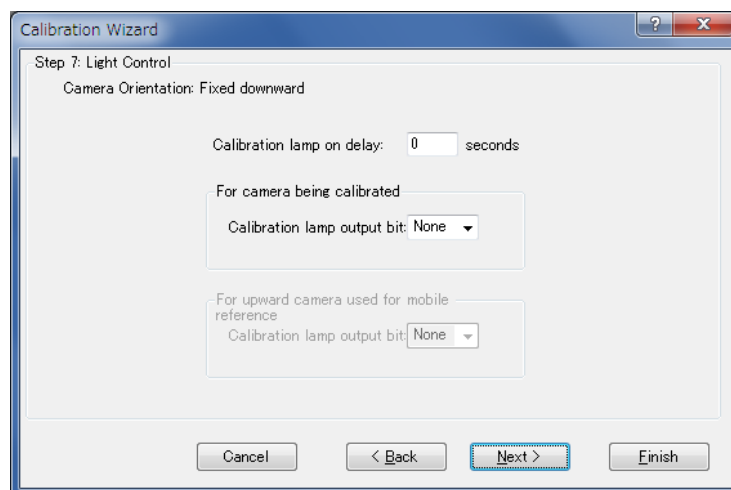 Calibration Wizard
?
X
Step 7: Light Control
Camera Orientation: Fixed downward
Calibration lamp on delay: 0 seconds
For camera being calibrated
Calibration lamp output bit: None
For upward camera used for mobile
reference
Calibration lamp output bit: None
Cancel < Back Next > Finish